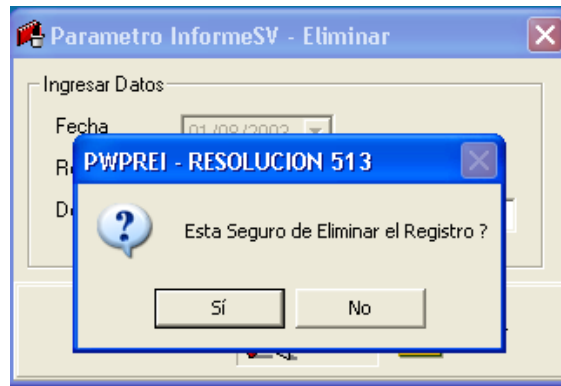 Parametro InformeSV - Eliminar
Ingresar Datos
Fecha
PWPREI - RESOLUCION 513
Esta Seguro de Eliminar el Registro ?
Sí
No